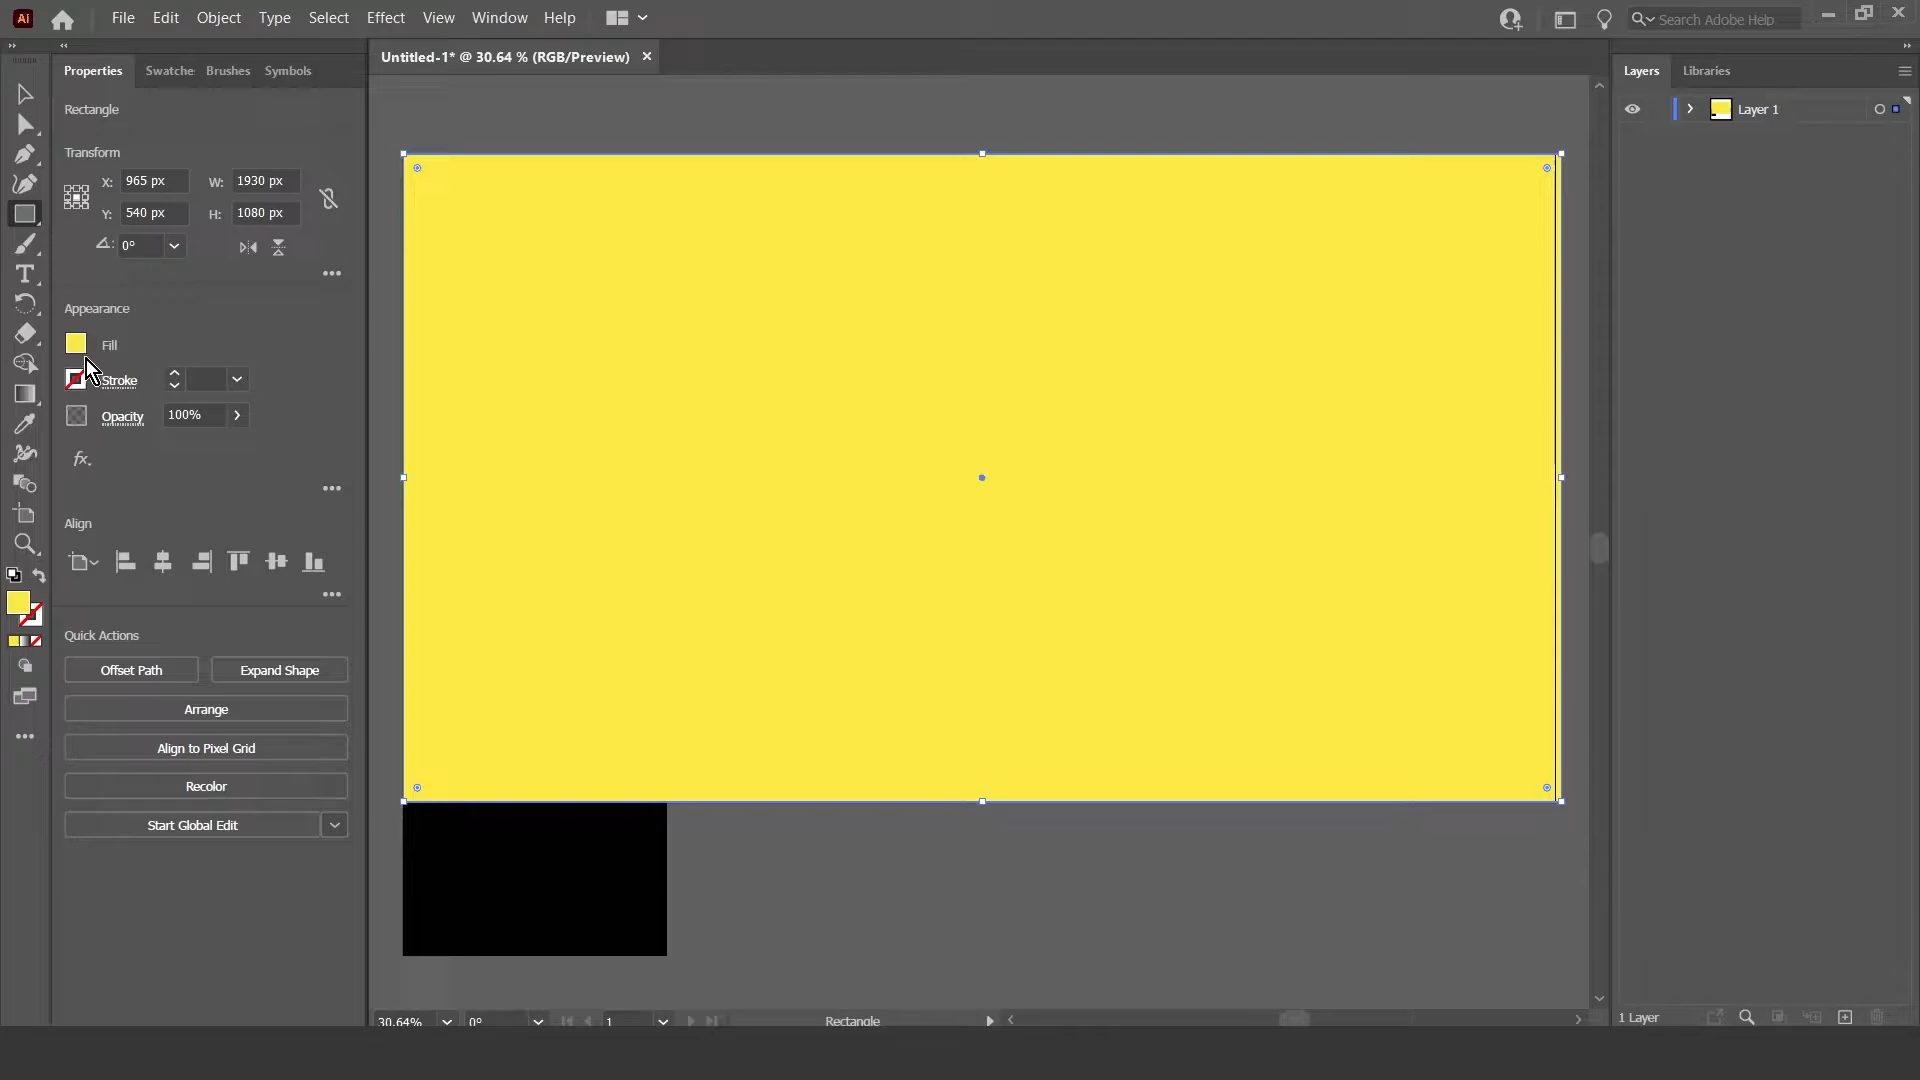 Ai File Edit Object Type Select Effect View Window Help Search Adobe Help
Properties Swatche Brushes Symbols
Untitled-1* @ 30.64 % (RGB/Preview)
Layers Libraries
Rectangle
Layer 1
Transform
X: 965 px W: 1930 px
Y: 540 px H: 1080 px
0°
Appearance
Fill
Stroke
Opacity 100%
fx.
Align
Quick Actions
Offset Path Expand Shape
Arrange
Align to Pixel Grid
Recolor
Start Global Edit
30.64% 0° 1 Rectangle
1 Layer